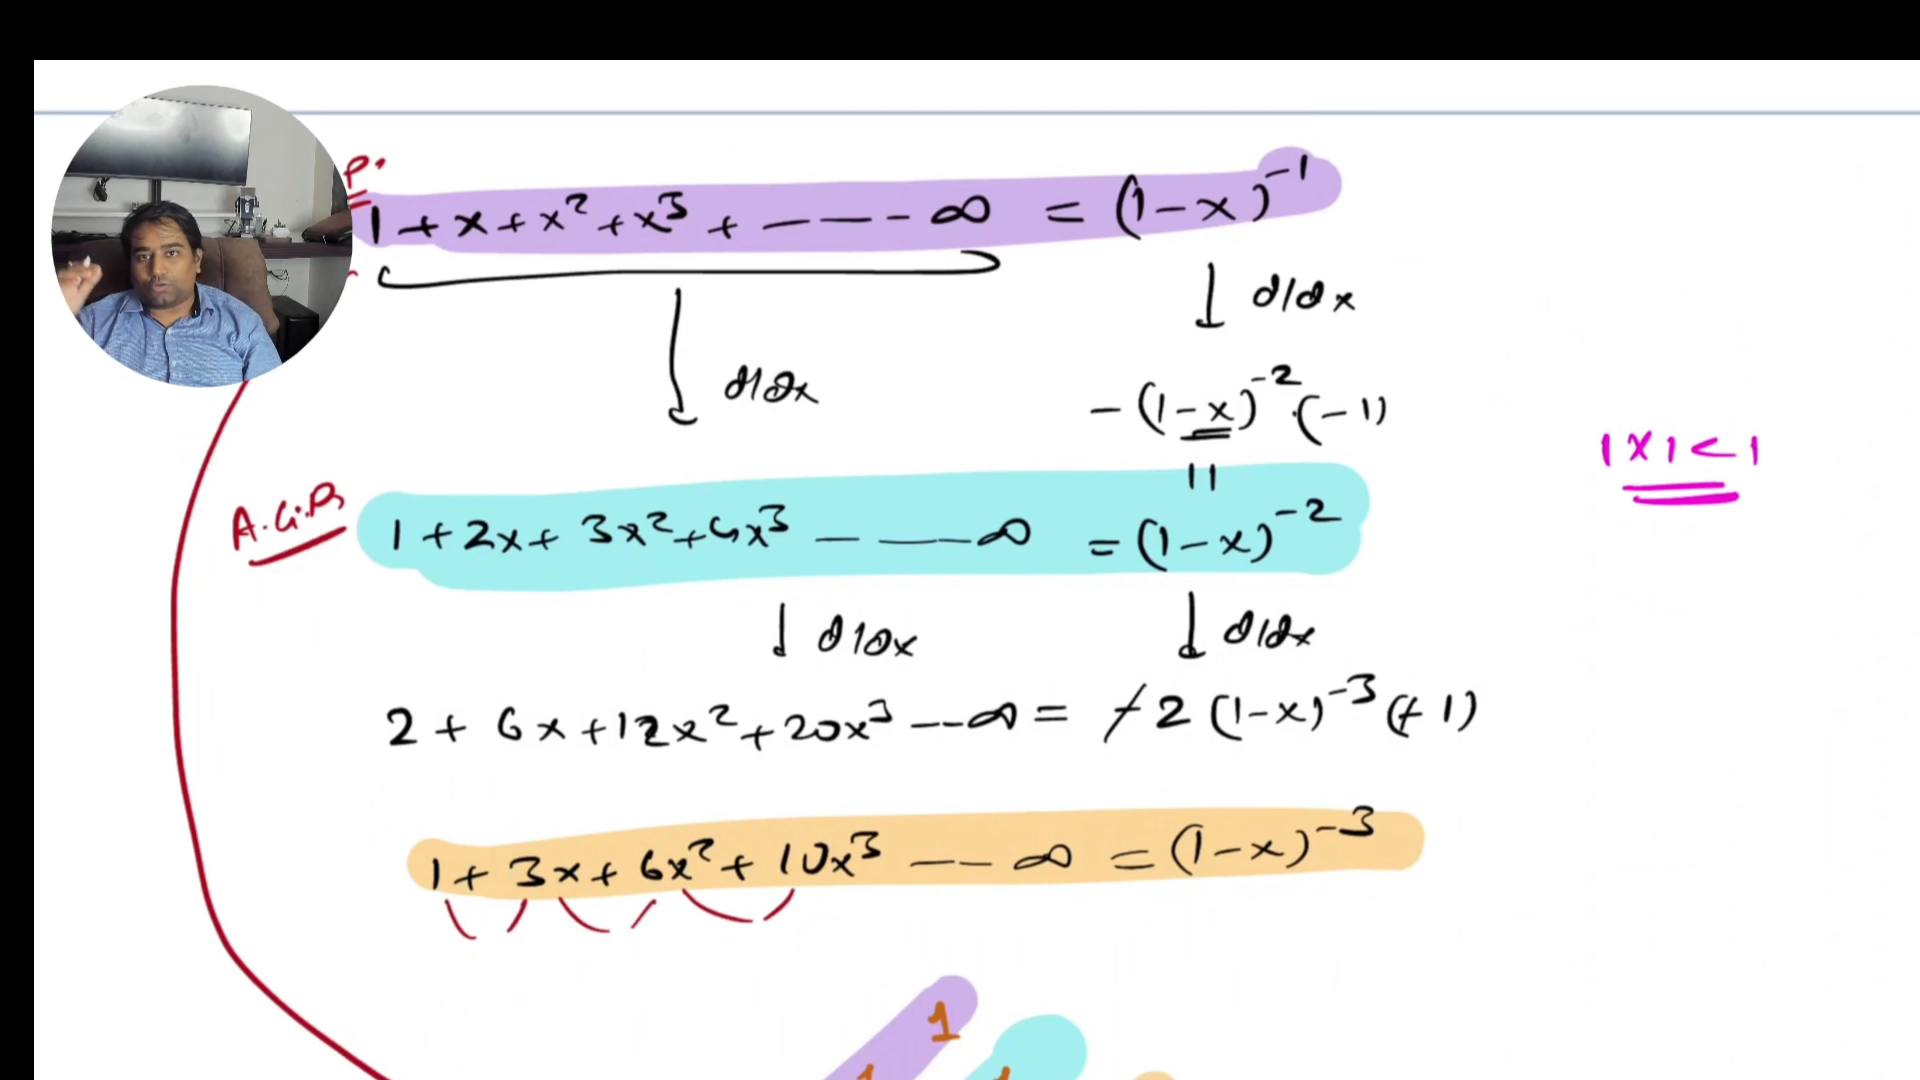 P.
1 + x + x² + x³ + ——— ∞ = (1-x)⁻¹
d/dx
d/dx
-(1-x)⁻²·(-1)
|x| < 1
||
A.G.P.
1 + 2x + 3x² + 4x³ ——— ∞ = (1-x)⁻²
d/dx d/dx
2 + 6x + 12x² + 20x³ —— ∞ = -2 (1-x)⁻³ (-1)
1 + 3x + 6x² + 10x³ —— ∞ = (1-x)⁻³
1